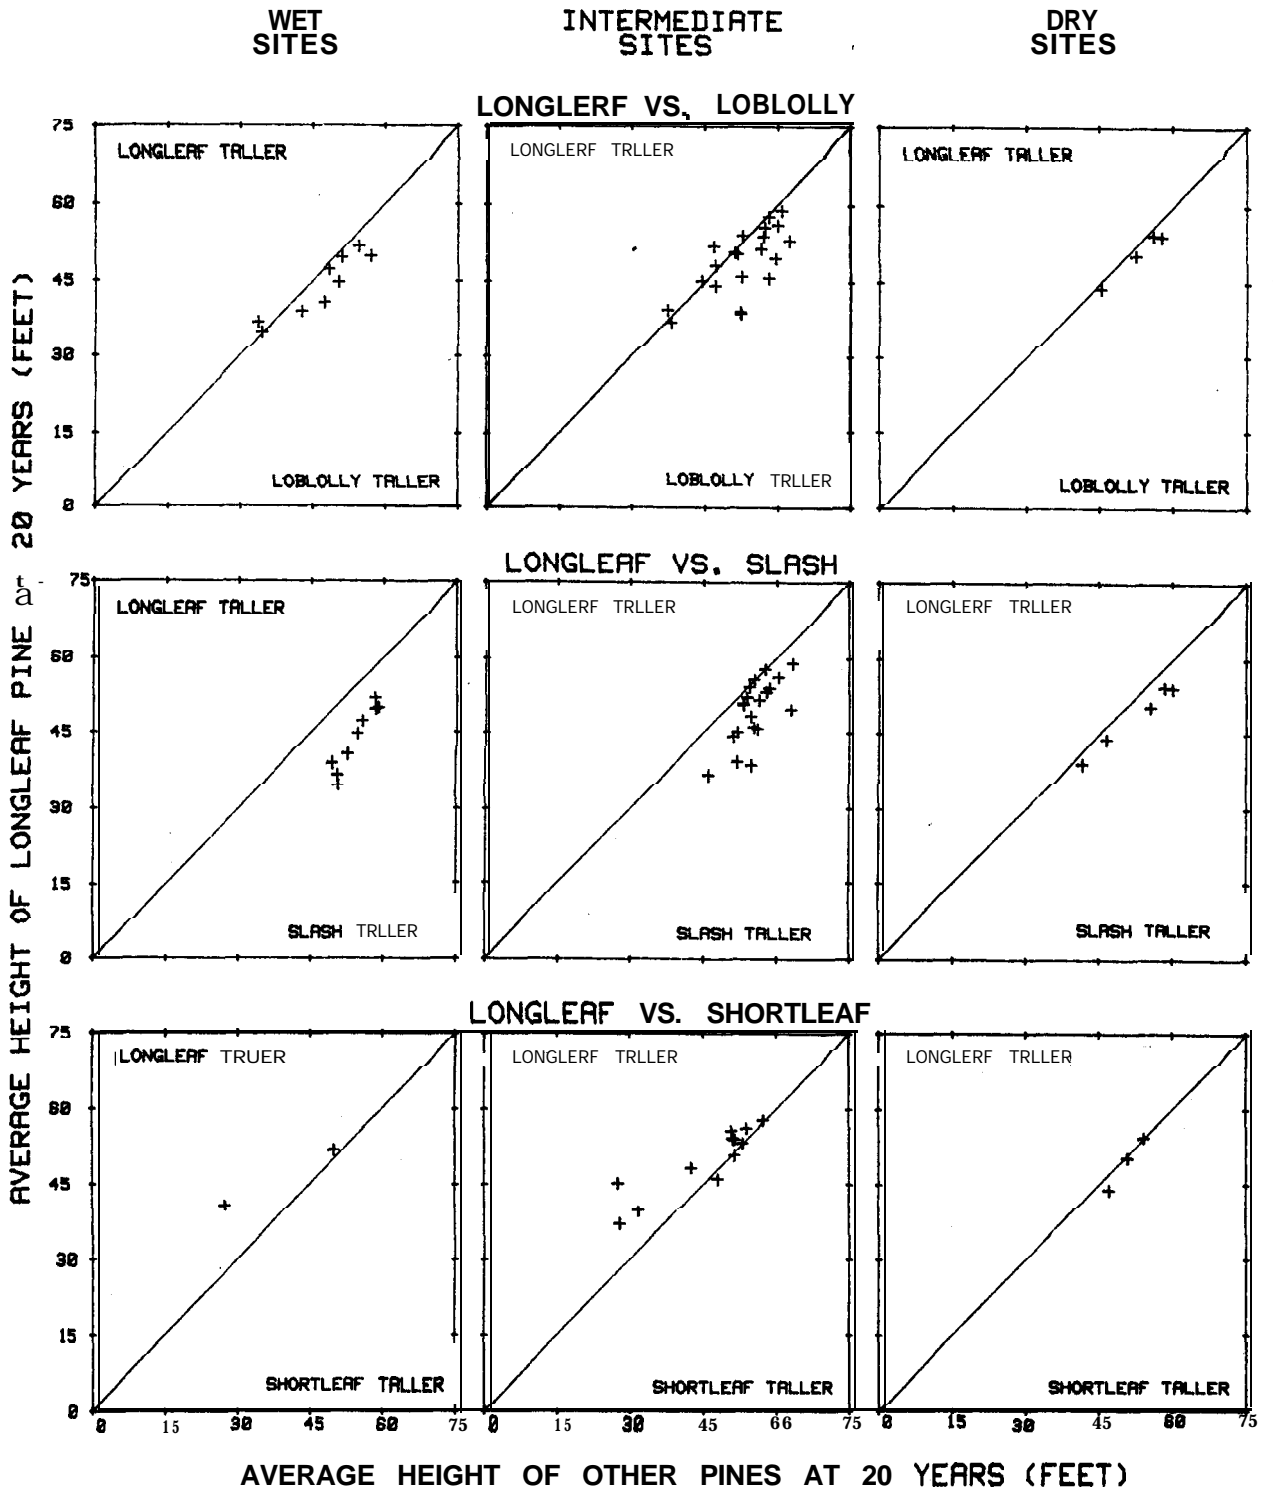 WET
SITES
INTERMEDIATE
SITES
DRY
SITES
LONGLERF VS. LOBLOLLY
75
60
45
30
15
0
LONGLEAF TALLER
LOBLOLLY TALLER
LONGLERF TRLLER
LOBLOLLY TRLLER
LONGLEAF TALLER
LOBLOLLY TALLER
LONGLEAF VS. SLASH
75
60
45
30
15
0
LONGLEAF TALLER
SLASH TRLLER
LONGLERF TRLLER
SLASH TALLER
LONGLERF TRLLER
SLASH TALLER
LONGLEAF VS. SHORTLEAF
75
60
45
30
15
0
LONGLEAF TRUER
SHORTLEAF TALLER
LONGLERF TRLLER
SHORTLEAF TALLER
LONGLERF TRLLER
SHORTLEAF TALLER
0 15 30 45 60 75
0 15 30 45 66 75
0 15 30 45 60 75
AVERAGE HEIGHT OF LONGLEAF PINE at 20 YEARS (FEET)
AVERAGE HEIGHT OF OTHER PINES AT 20 YEARS (FEET)